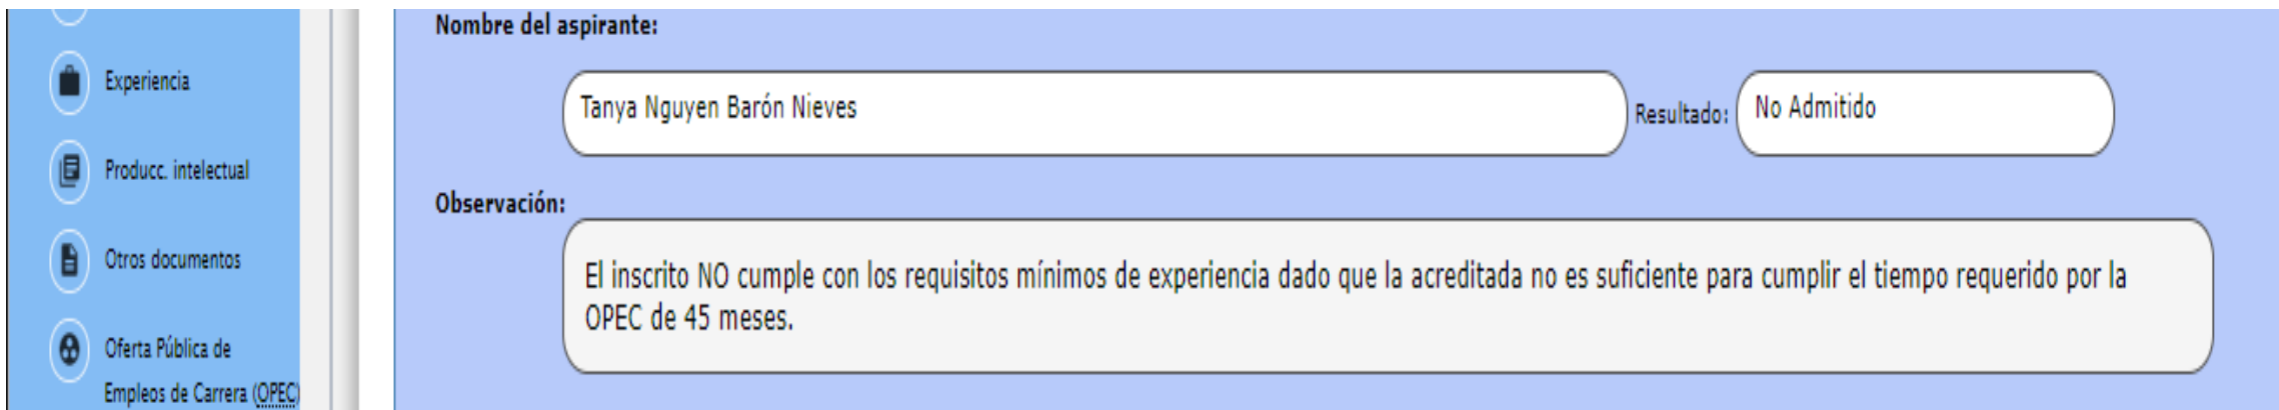 Experiencia
Producc. intelectual
Otros documentos
Oferta Pública de
Empleos de Carrera (OPEC)
Nombre del aspirante:
Tanya Nguyen Barón Nieves
Resultado: No Admitido
Observación:
El inscrito NO cumple con los requisitos mínimos de experiencia dado que la acreditada no es suficiente para cumplir el tiempo requerido por la
OPEC de 45 meses.